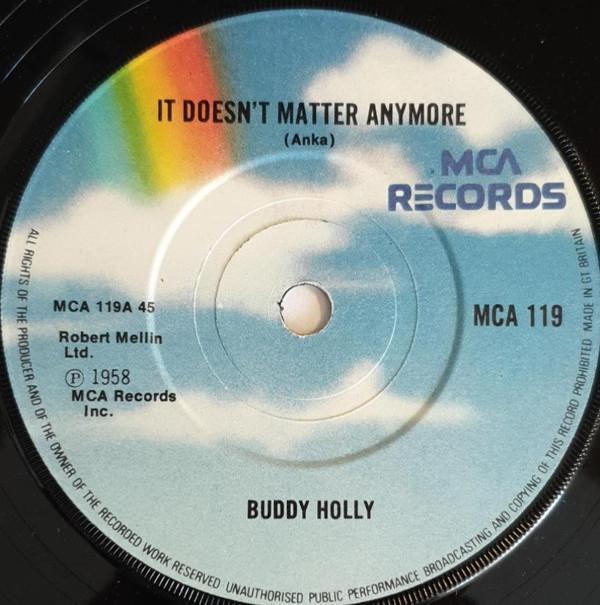 IT DOESN'T MATTER ANYMORE
(Anka)
MCA
RECORDS
MCA 119A 45
MCA 119
Robert Mellin
Ltd.
℗ 1958
MCA Records
Inc.
BUDDY HOLLY
ALL RIGHTS OF THE PRODUCER AND OF THE OWNER OF THE RECORDED WORK RESERVED UNAUTHORISED PUBLIC PERFORMANCE BROADCASTING AND COPYING OF THIS RECORD PROHIBITED MADE IN GT BRITAIN